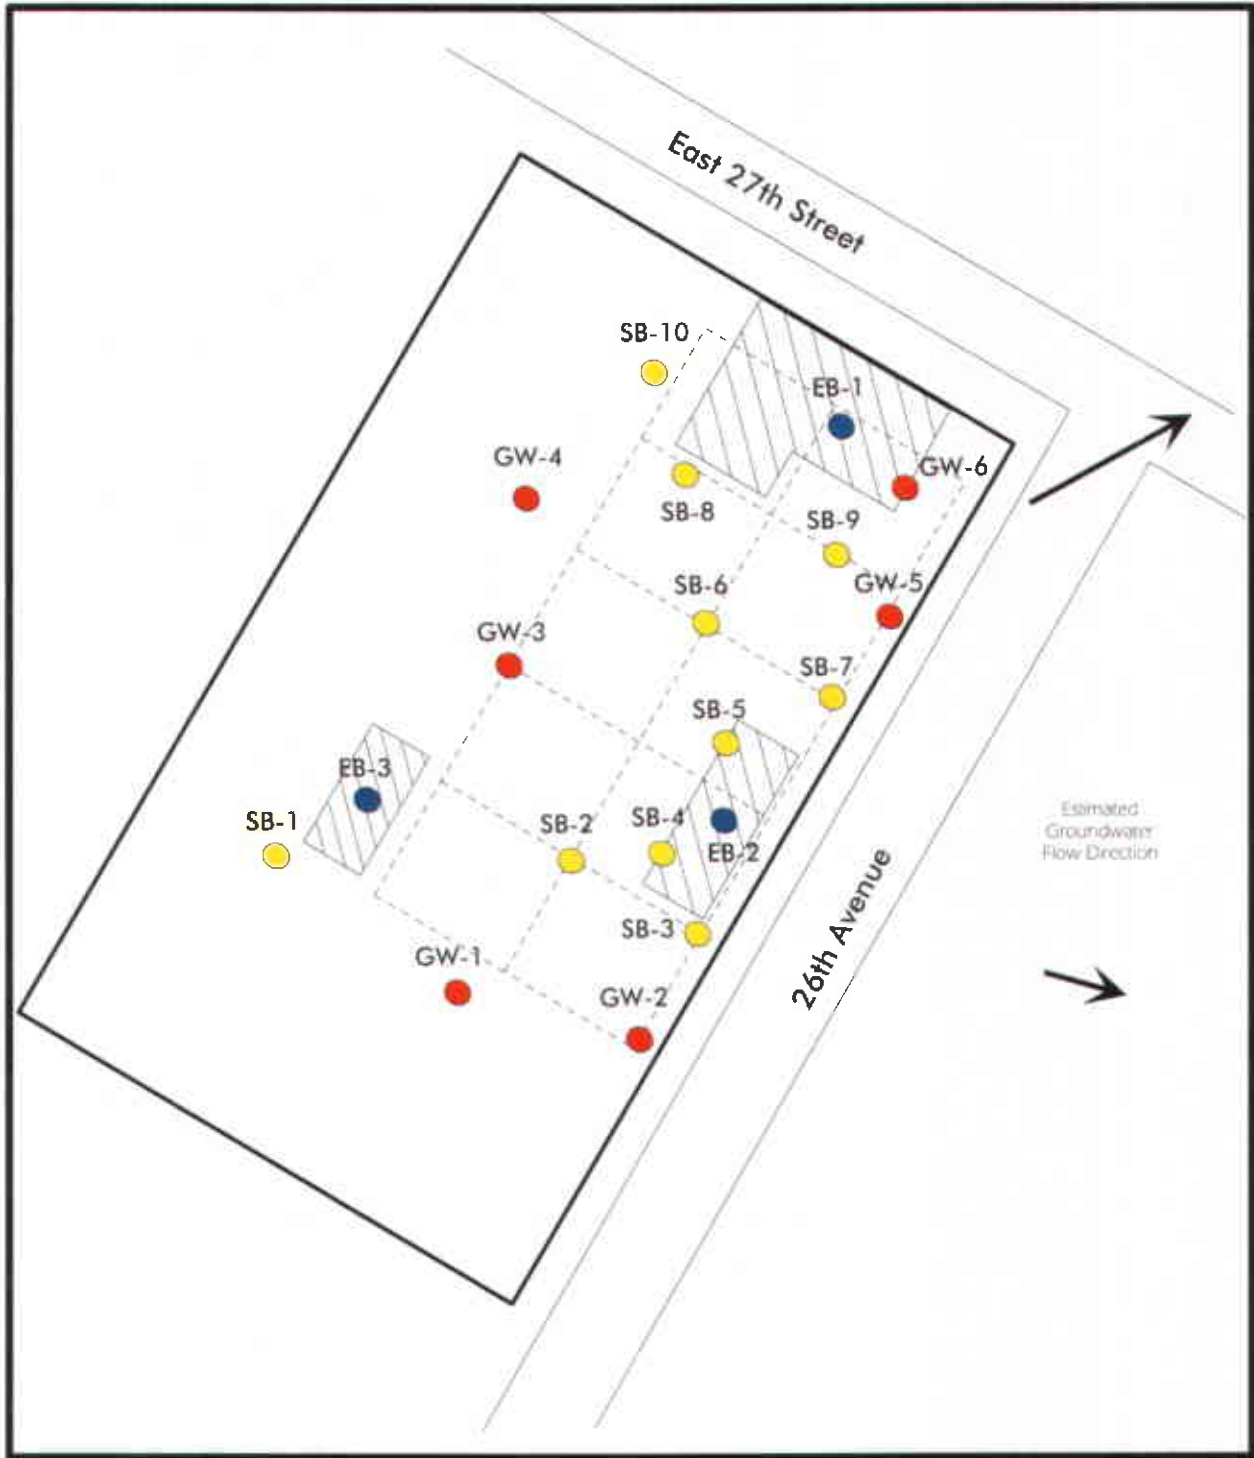 East 27th Street
SB-10
EB-1
GW-4
GW-6
SB-8
SB-9
SB-6
GW-5
GW-3
SB-7
SB-5
EB-3
SB-1
SB-2
SB-4
EB-2
Estimated
Groundwater
Flow Direction
26th Avenue
SB-3
GW-1
GW-2